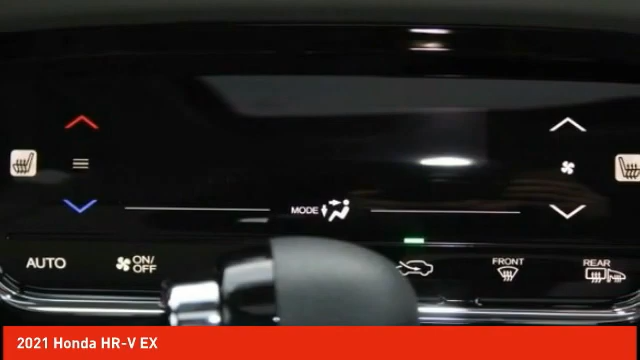 MODE
AUTO
ON/
OFF
FRONT
REAR
2021 Honda HR-V EX